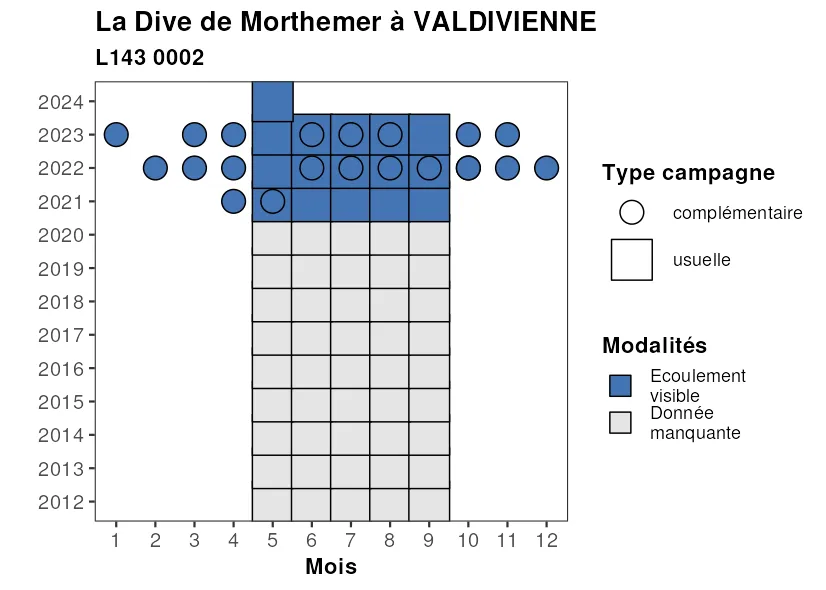 La Dive de Morthemer à VALDIVIENNE
L143 0002
2024
2023
2022
2021
2020
2019
2018
2017
2016
2015
2014
2013
2012
1 2 3 4 5 6 7 8 9 10 11 12
Mois
Type campagne
complémentaire
usuelle
Modalités
Ecoulement
visible
Donnée
manquante